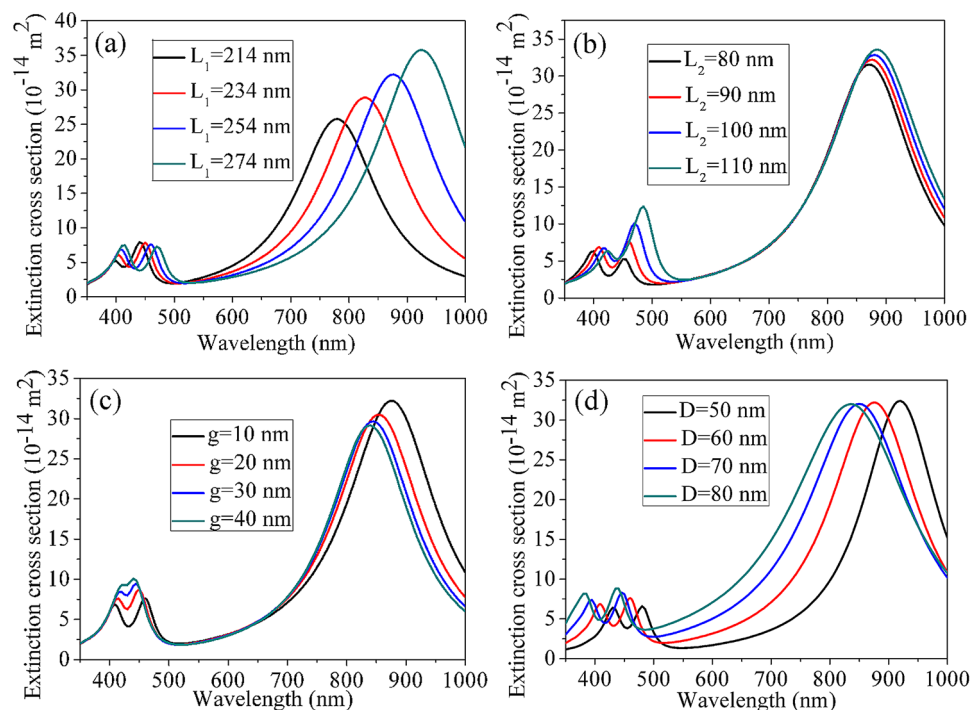 (a)
L₁=214 nm
L₁=234 nm
L₁=254 nm
L₁=274 nm
Extinction cross section (10⁻¹⁴ m²)
40
35
30
25
20
15
10
5
0
400 500 600 700 800 900 1000
Wavelength (nm)
(b)
L₂=80 nm
L₂=90 nm
L₂=100 nm
L₂=110 nm
Extinction cross section (10⁻¹⁴ m²)
35
30
25
20
15
10
5
0
400 500 600 700 800 900 1000
Wavelength (nm)
(c)
g=10 nm
g=20 nm
g=30 nm
g=40 nm
Extinction cross section (10⁻¹⁴ m²)
35
30
25
20
15
10
5
0
400 500 600 700 800 900 1000
Wavelength (nm)
(d)
D=50 nm
D=60 nm
D=70 nm
D=80 nm
Extinction cross section (10⁻¹⁴ m²)
35
30
25
20
15
10
5
0
400 500 600 700 800 900 1000
Wavelength (nm)